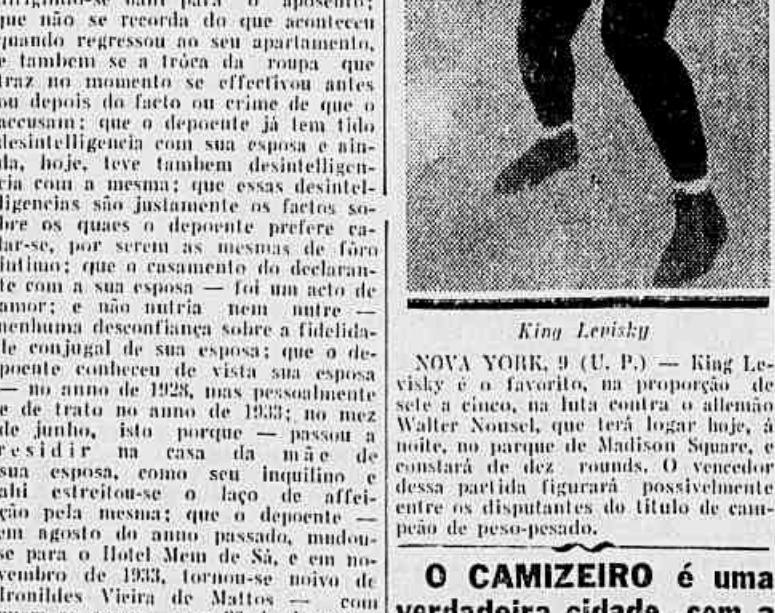 que não se recorda do que aconteceu
quando regressou ao seu apartamento,
e tambem se a tróca da roupa que
traz no momento se effectivou antes
ou depois do facto ou crime de que o
accusam; que o depoente já tem tido
desintelligencia com sua esposa e ain-
da, hoje, teve tambem desintelligen-
cia com a mesma; que essas desintel-
ligencias são justamente os factos so-
bre os quaes o depoente prefere ca-
lar-se, por serem as mesmas de fôro
intimo; que o casamento do declaran-
te com a sua esposa — foi um acto de
amor; e não nutria nem nutre —
nenhuma desconfiança sobre a fidelida-
de conjugal de sua esposa; que o de-
poente conheceu de vista sua esposa
— no anno de 1928, mas pessoalmente
e de trato no anno de 1933; no mez
de junho, isto porque — passou a
residir na casa da mãe de
sua esposa, como seu inquilino e
ahi estreitou-se o laço de affei-
ção pela mesma; que o depoente —
em agosto do anno passado, mudou-
se para o Hotel Mem de Sá, e em no-
vembro de 1933, tornou-se noivo de
Ironildes Vieira de Mattos — com
King Levisky
NOVA YORK, 9 (U. P.) — King Le-
visky é o favorito, na proporção de
sete a cinco, na luta contra o allemão
Walter Nousel, que terá logar hoje, á
noite, no parque de Madison Square, e
constará de dez rounds. O vencedor
dessa partida figurará possivelmente
entre os disputantes do titulo de cam-
peão de peso-pesado.
O CAMIZEIRO é uma
verdadeira cidade, com